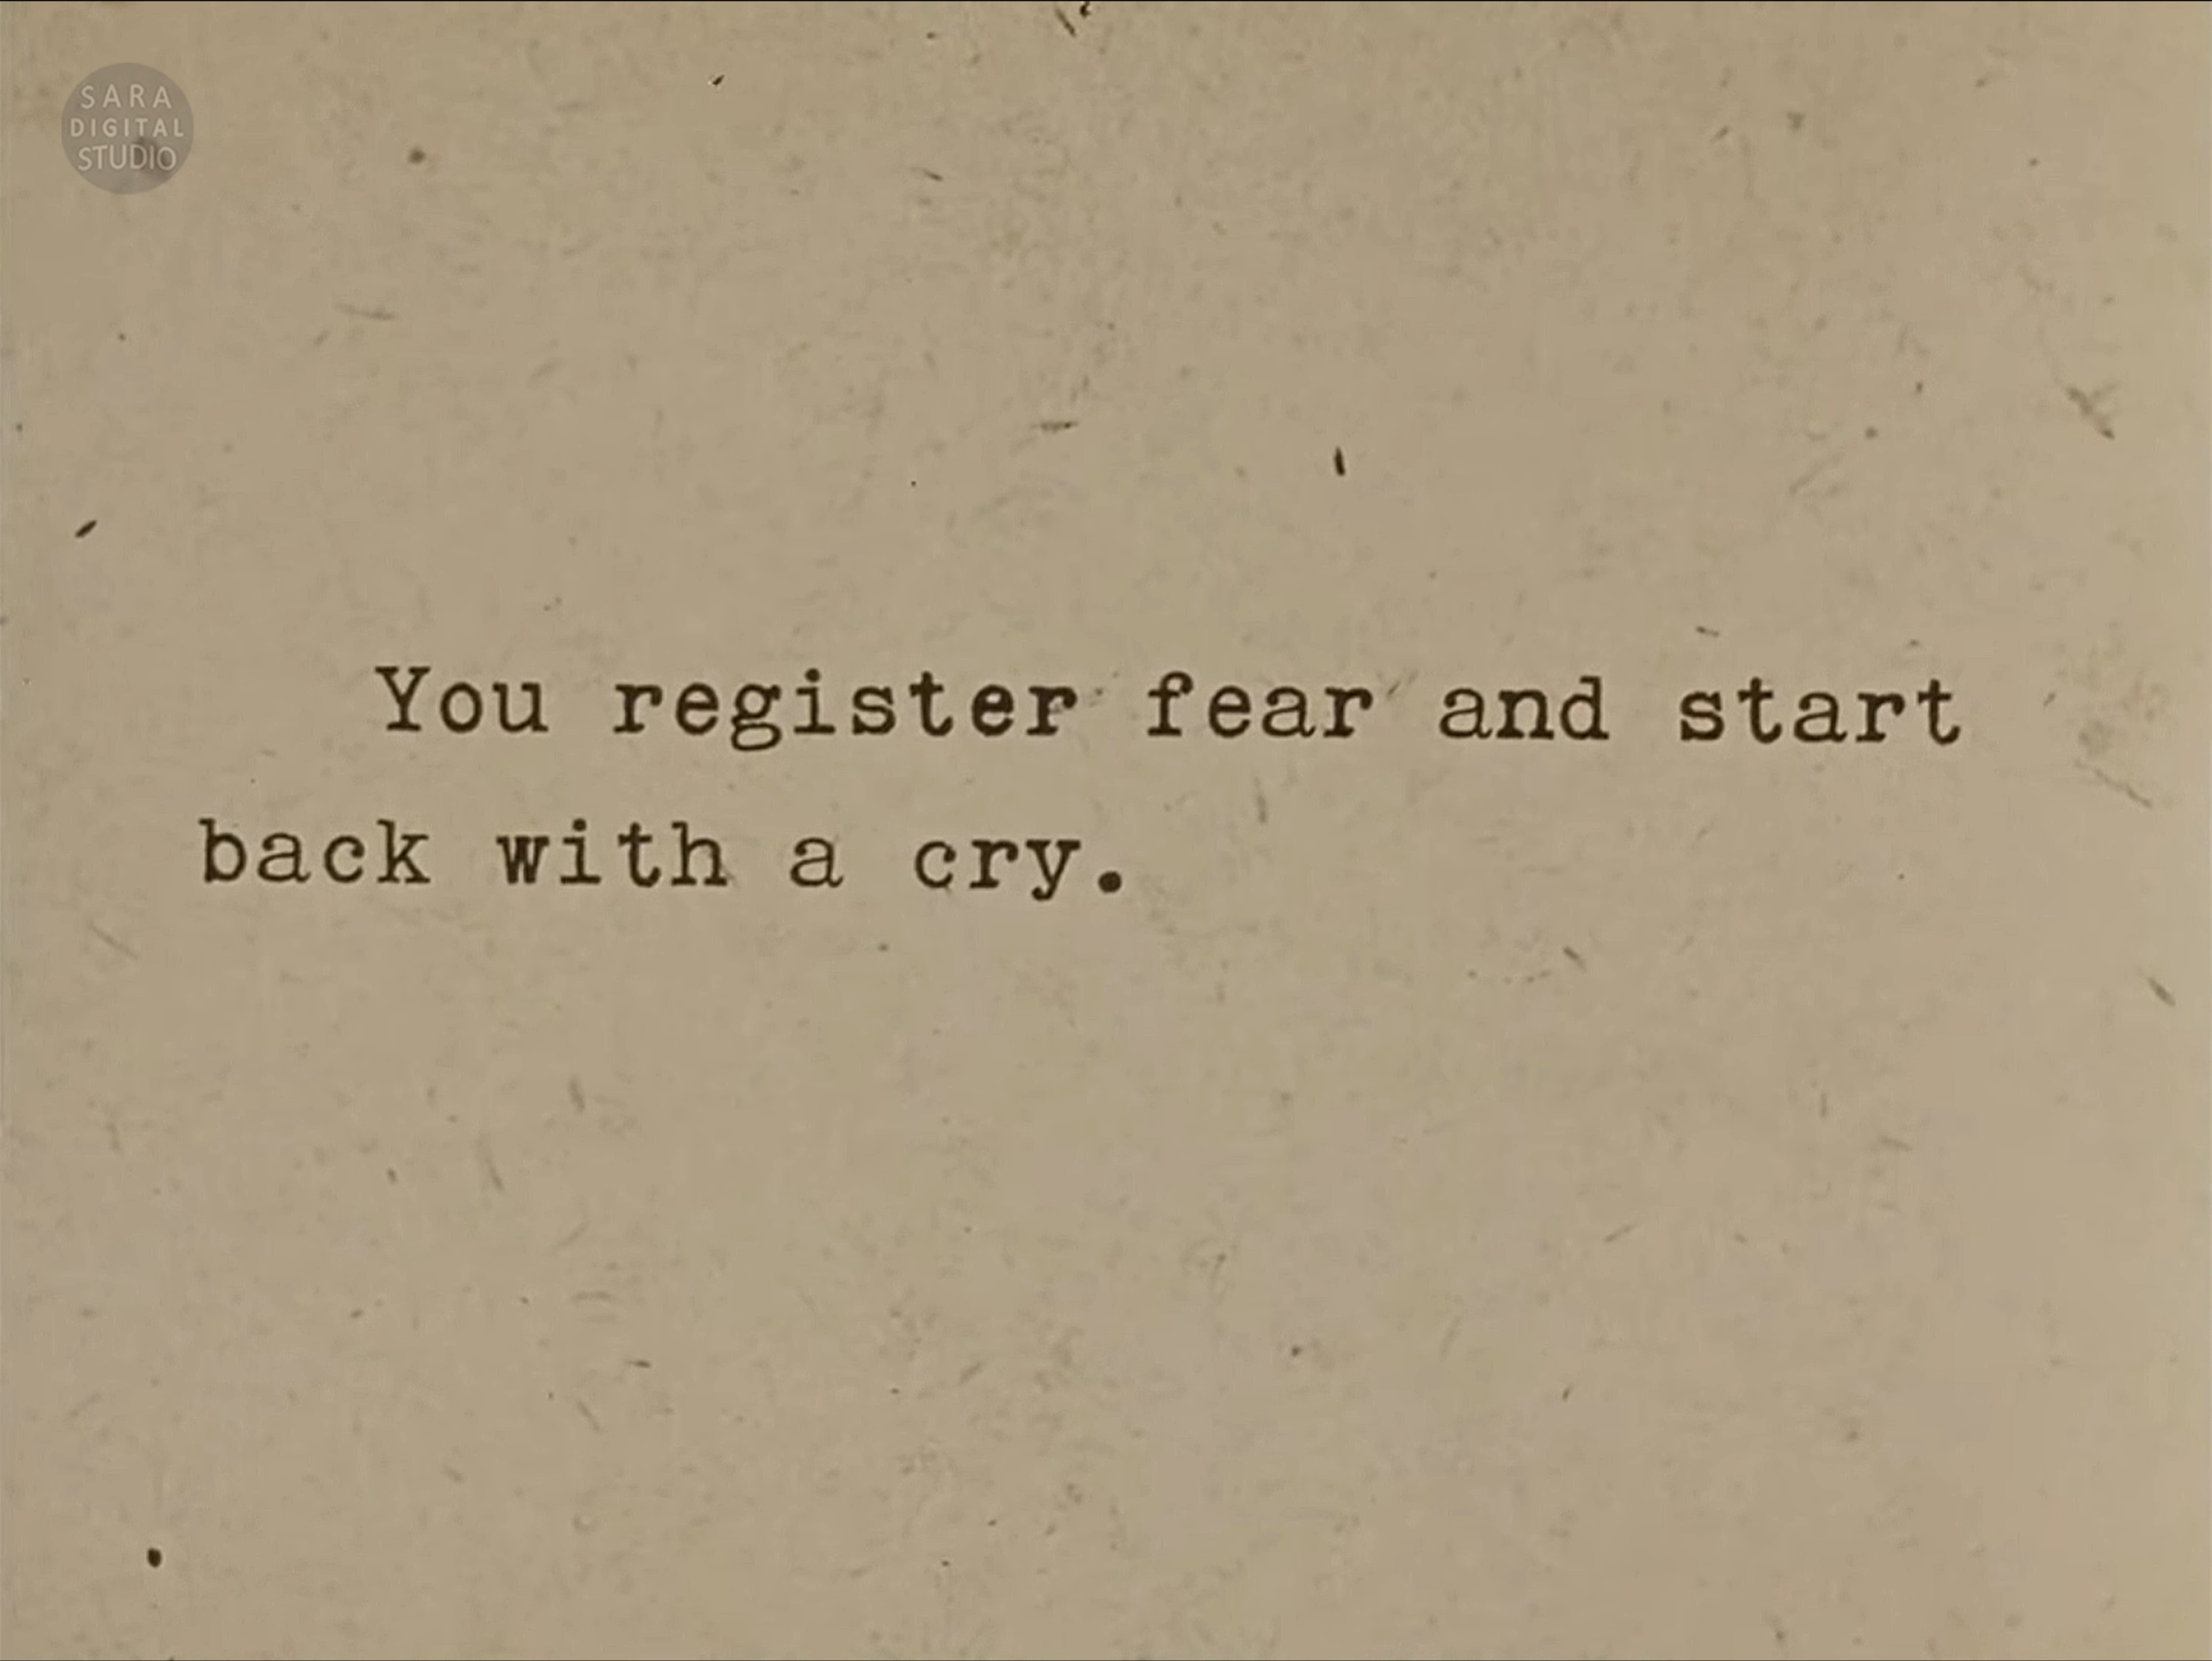 SARA
DIGITAL
STUDIO
You register fear and start
back with a cry.